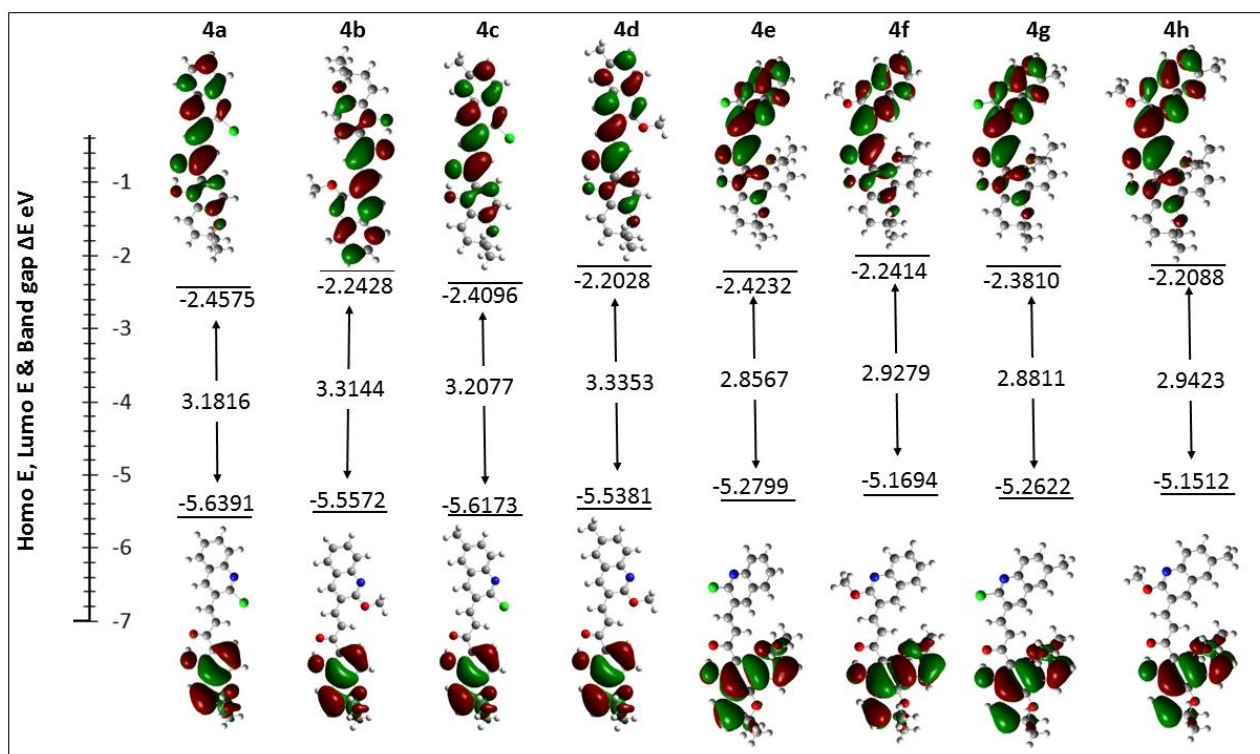 4a 4b 4c 4d 4e 4f 4g 4h
Homo E, Lumo E & Band gap ΔE eV
-1
-2
-3
-4
-5
-6
-7
-2.4575 -2.2428 -2.4096 -2.2028 -2.4232 -2.2414 -2.3810 -2.2088
3.1816 3.3144 3.2077 3.3353 2.8567 2.9279 2.8811 2.9423
-5.6391 -5.5572 -5.6173 -5.5381 -5.2799 -5.1694 -5.2622 -5.1512